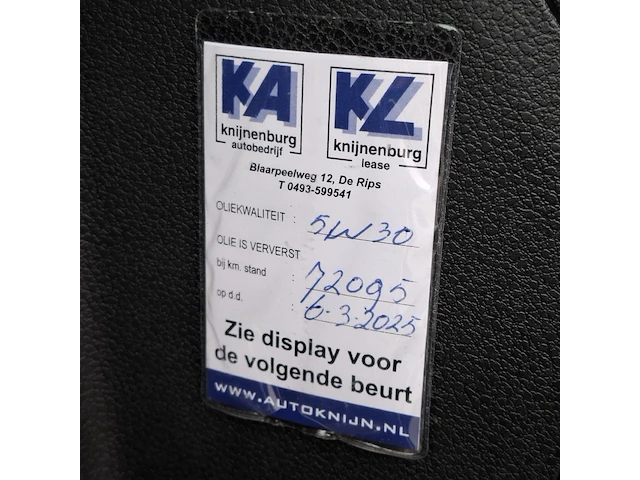 KA KL
knijnenburg knijnenburg
autobedrijf lease
Blaarpeelweg 12, De Rips
T 0493-599541
OLIEKWALITEIT : 5W30
OLIE IS VERVERST
bij km. stand : 72095
op d.d. : 6-3-2025
Zie display voor
de volgende beurt
WWW.AUTOKNIJN.NL